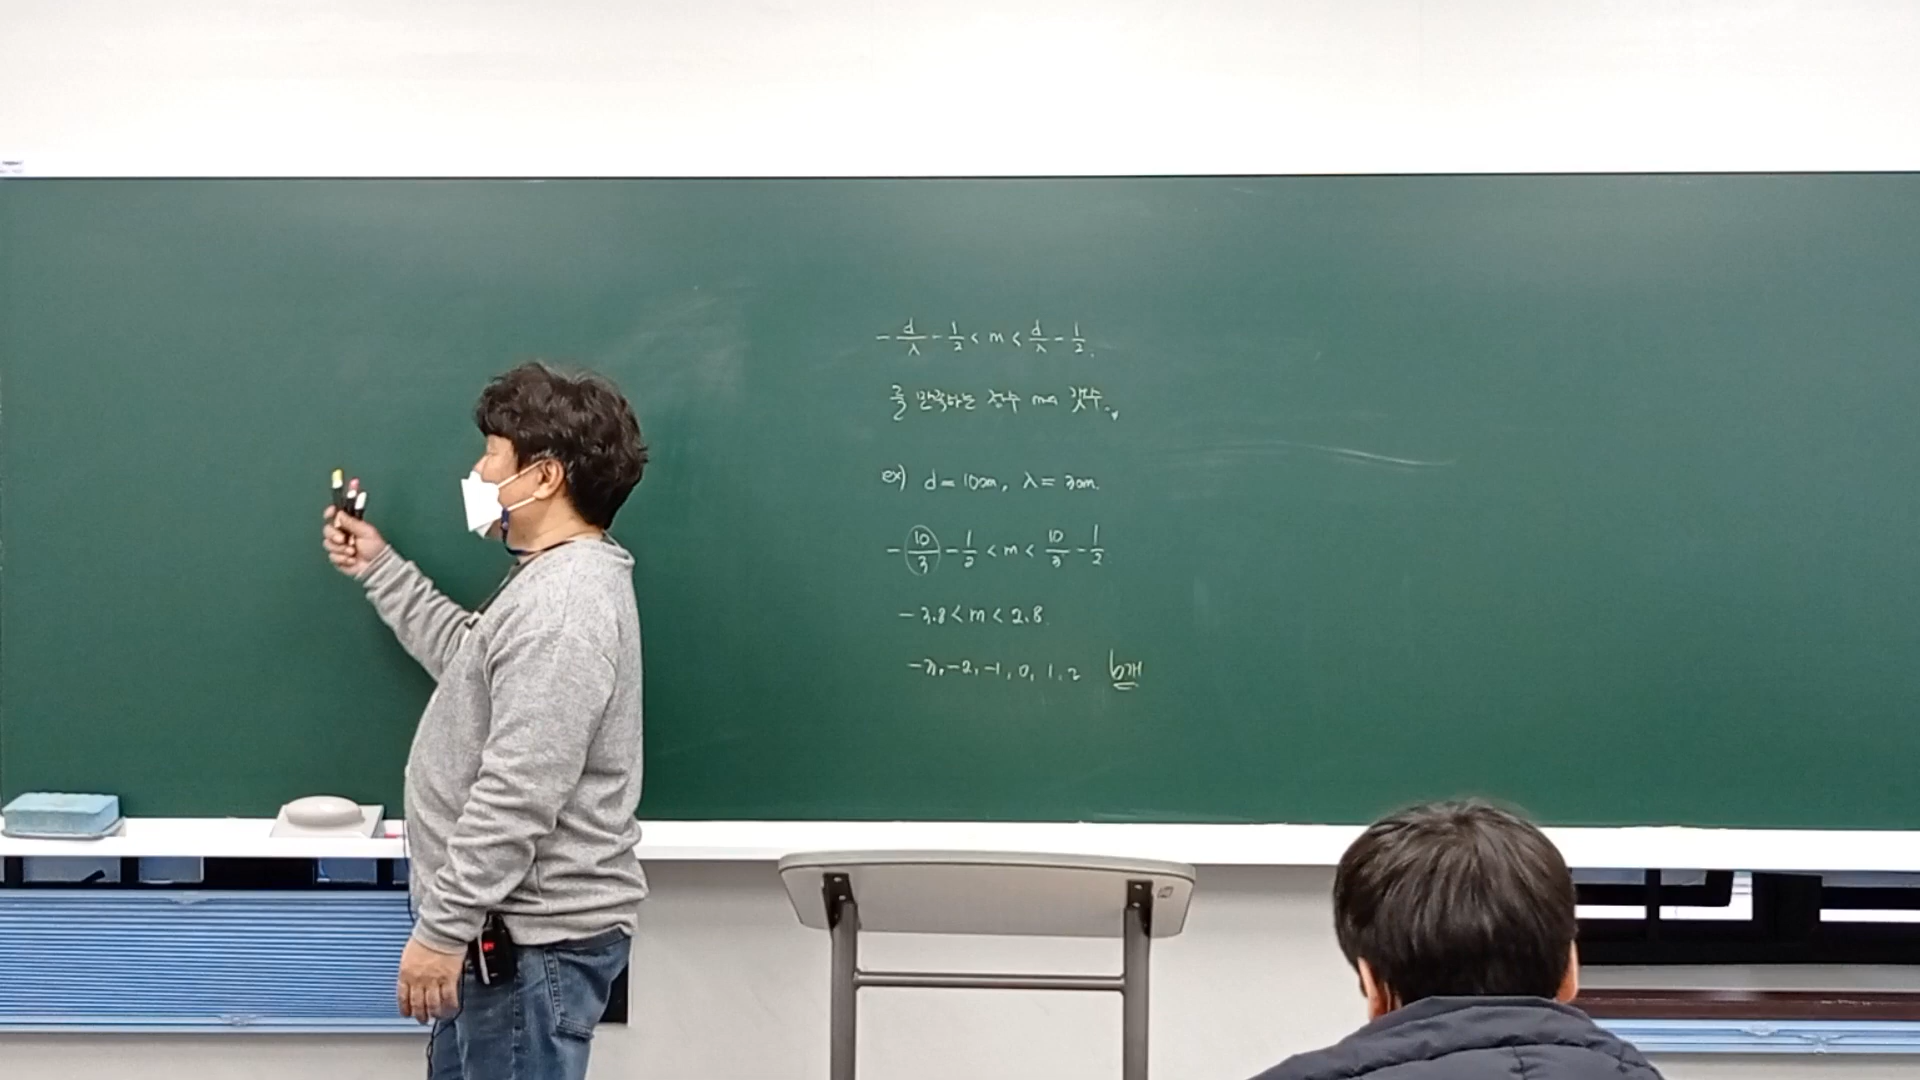 - d/λ - 1/2 < m < d/λ - 1/2.
를 만족하는 정수 m의 갯수.
ex) d = 10cm, λ = 3cm.
- 10/3 - 1/2 < m < 10/3 - 1/2.
- 3.8 < m < 2.8
-3, -2, -1, 0, 1, 2 6개